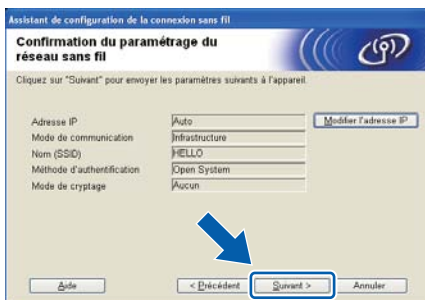 Assistant de configuration de la connexion sans fil
Confirmation du paramétrage du
réseau sans fil
Cliquez sur "Suivant" pour envoyer les paramètres suivants à l'appareil.
Adresse IP Auto Modifier l'adresse IP
Mode de communication Infrastructure
Nom (SSID) HELLO
Méthode d'authentification Open System
Mode de cryptage Aucun
Aide < Précédent Suivant > Annuler